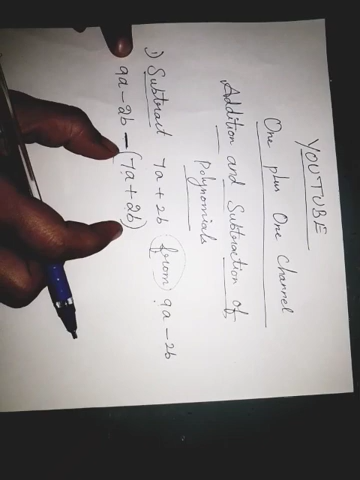 YOUTUBE
One plus One Channel
Addition and Subtraction of
Polynomials
1) Subtract 7a + 2b from 9a - 2b
9a - 2b - (7a + 2b)